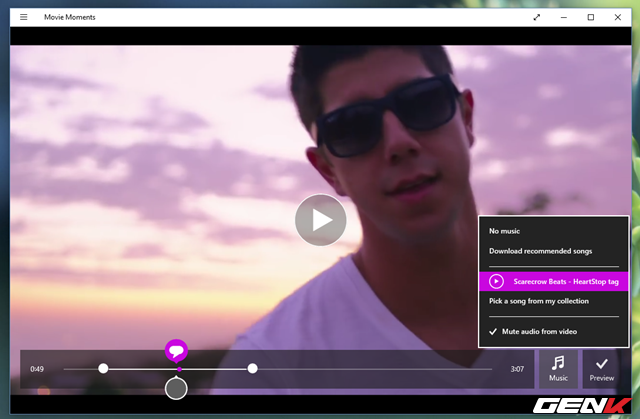 Movie Moments
No music
Download recommended songs
Scarecrow Beats - HeartStop tag
Pick a song from my collection
Mute audio from video
0:49
3:07
Music
Preview
GENK